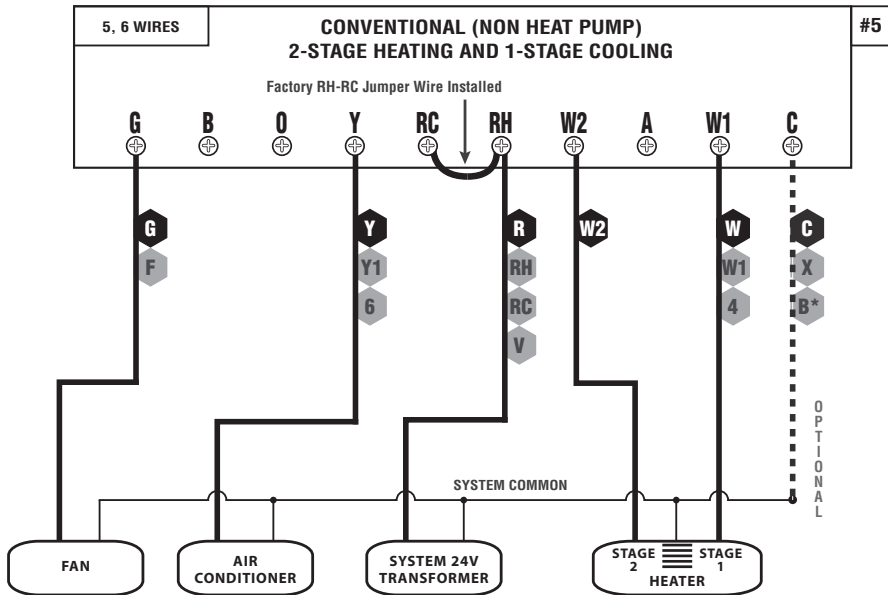 5, 6 WIRES
CONVENTIONAL (NON HEAT PUMP)
#5
2-STAGE HEATING AND 1-STAGE COOLING
Factory RH-RC Jumper Wire Installed
G B O Y RC RH W2 A W1 C
G Y R W2 W C
F Y1 RH W1 X
6 RC 4 B*
V
OPTIONAL
SYSTEM COMMON
FAN
AIR
CONDITIONER
SYSTEM 24V
TRANSFORMER
STAGE
2
STAGE
1
HEATER